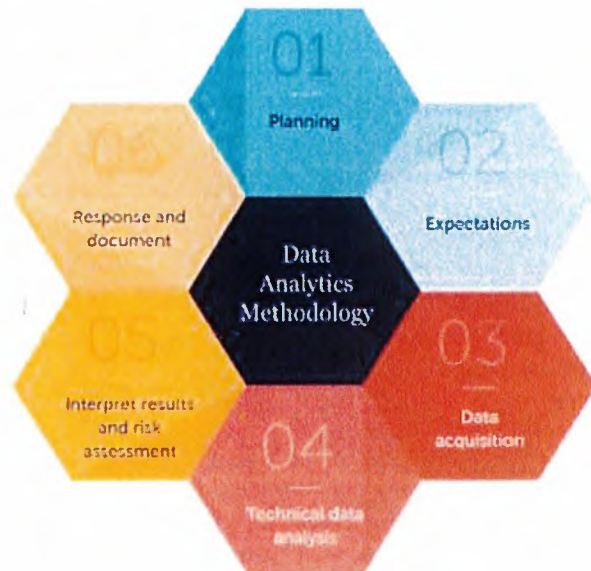 01
Planning
02
Expectations
03
Data
acquisition
04
Technical data
analysis
05
Interpret results
and risk
assessment
06
Response and
document
Data
Analytics
Methodology